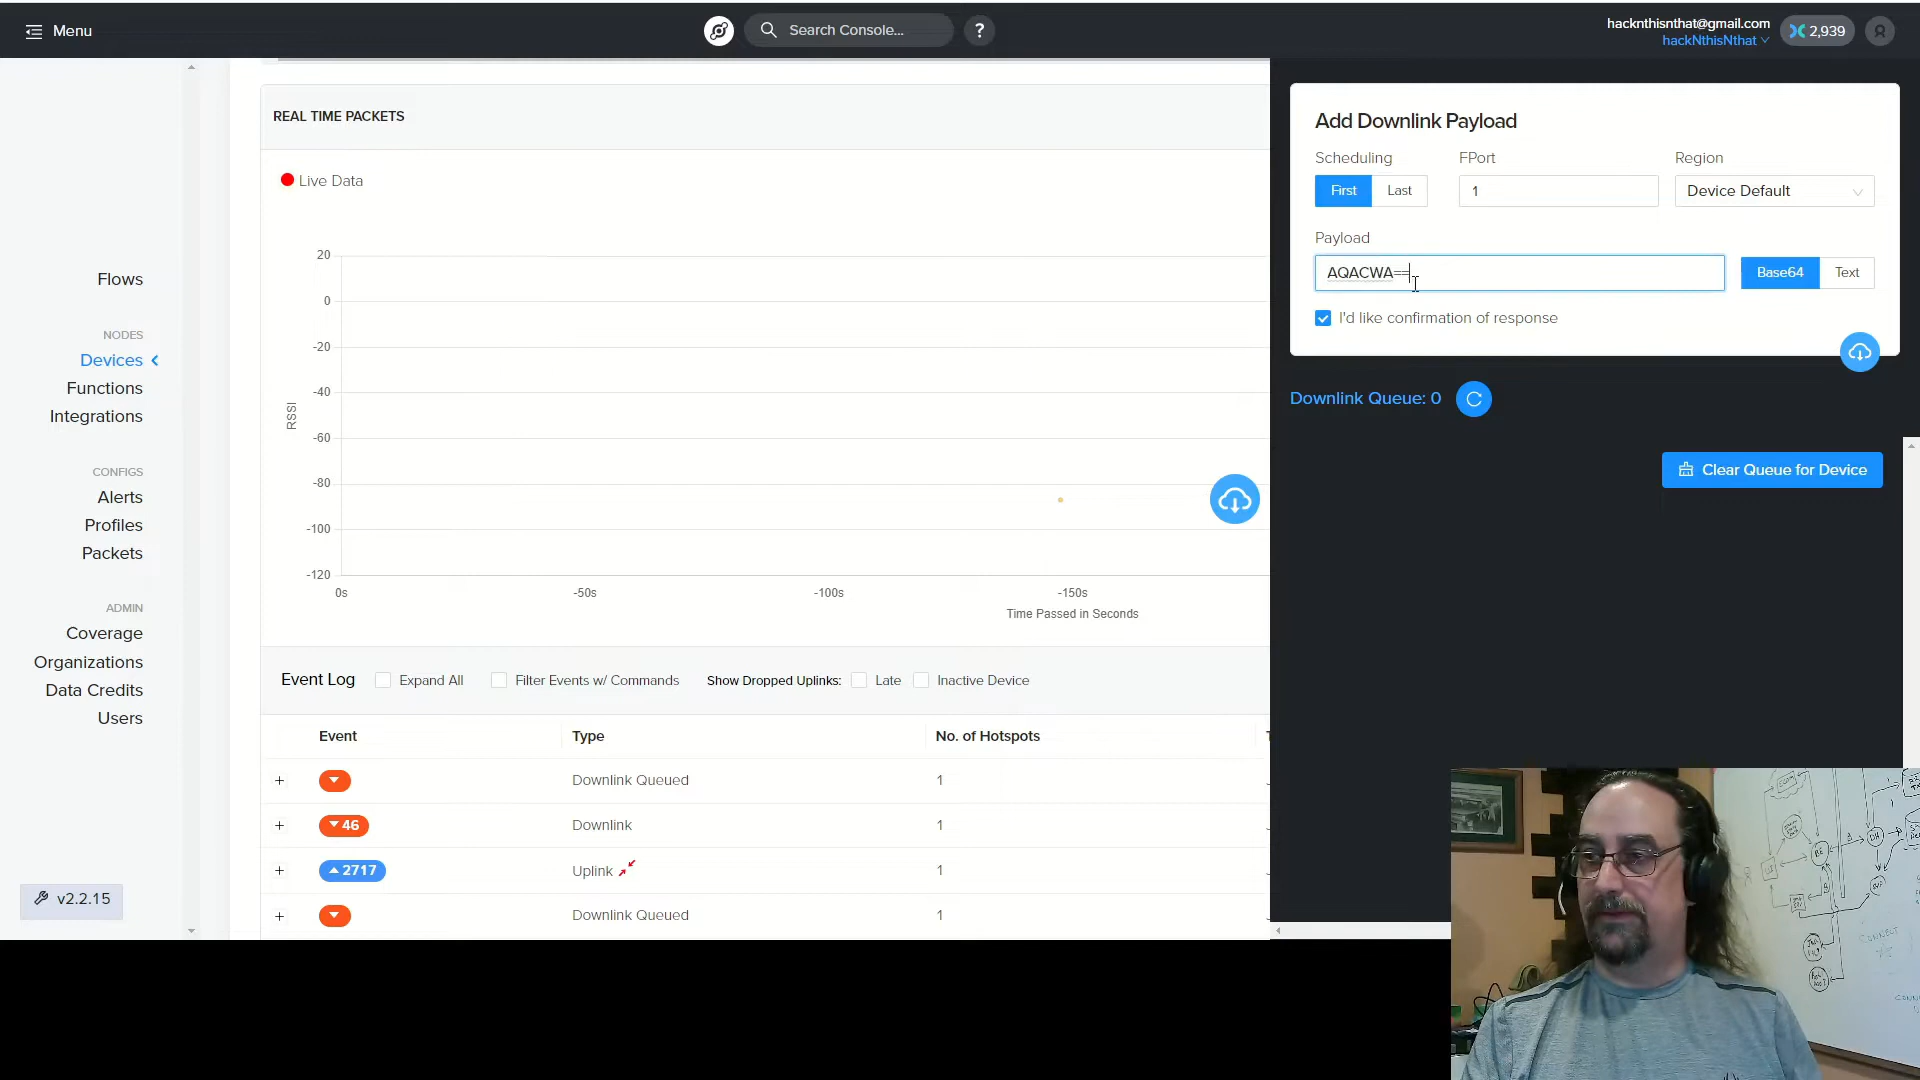 Menu
Search Console...
?
hacknthisnthat@gmail.com
hackNthisNthat
2,939
Flows
NODES
Devices
Functions
Integrations
CONFIGS
Alerts
Profiles
Packets
ADMIN
Coverage
Organizations
Data Credits
Users
v2.2.15
REAL TIME PACKETS
Live Data
20
0
-20
-40
-60
-80
-100
-120
RSSI
0s
-50s
-100s
-150s
Time Passed in Seconds
Event Log
Expand All
Filter Events w/ Commands
Show Dropped Uplinks:
Late
Inactive Device
Event Type No. of Hotspots
+ Downlink Queued 1
+ 46 Downlink 1
+ 2717 Uplink 1
+ Downlink Queued 1
Add Downlink Payload
Scheduling FPort Region
First Last 1 Device Default
Payload
AQACWA==
Base64 Text
I'd like confirmation of response
Downlink Queue: 0
Clear Queue for Device